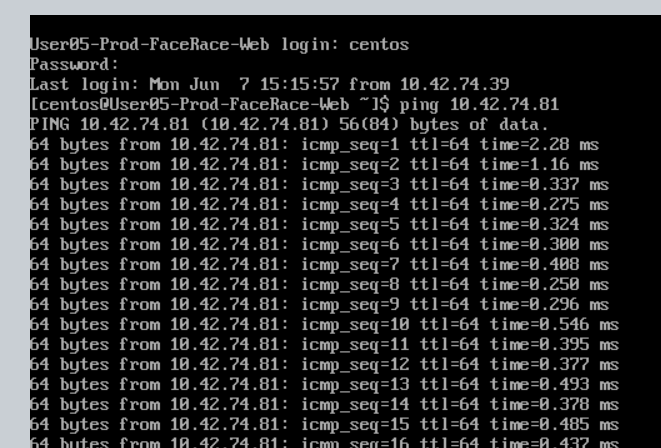 User05-Prod-FaceRace-Web login: centos
Password:
Last login: Mon Jun  7 15:15:57 from 10.42.74.39
[centos@User05-Prod-FaceRace-Web ~]$ ping 10.42.74.81
PING 10.42.74.81 (10.42.74.81) 56(84) bytes of data.
64 bytes from 10.42.74.81: icmp_seq=1 ttl=64 time=2.28 ms
64 bytes from 10.42.74.81: icmp_seq=2 ttl=64 time=1.16 ms
64 bytes from 10.42.74.81: icmp_seq=3 ttl=64 time=0.337 ms
64 bytes from 10.42.74.81: icmp_seq=4 ttl=64 time=0.275 ms
64 bytes from 10.42.74.81: icmp_seq=5 ttl=64 time=0.324 ms
64 bytes from 10.42.74.81: icmp_seq=6 ttl=64 time=0.300 ms
64 bytes from 10.42.74.81: icmp_seq=7 ttl=64 time=0.408 ms
64 bytes from 10.42.74.81: icmp_seq=8 ttl=64 time=0.250 ms
64 bytes from 10.42.74.81: icmp_seq=9 ttl=64 time=0.296 ms
64 bytes from 10.42.74.81: icmp_seq=10 ttl=64 time=0.546 ms
64 bytes from 10.42.74.81: icmp_seq=11 ttl=64 time=0.395 ms
64 bytes from 10.42.74.81: icmp_seq=12 ttl=64 time=0.377 ms
64 bytes from 10.42.74.81: icmp_seq=13 ttl=64 time=0.493 ms
64 bytes from 10.42.74.81: icmp_seq=14 ttl=64 time=0.378 ms
64 bytes from 10.42.74.81: icmp_seq=15 ttl=64 time=0.485 ms
64 bytes from 10.42.74.81: icmp_seq=16 ttl=64 time=0.437 ms